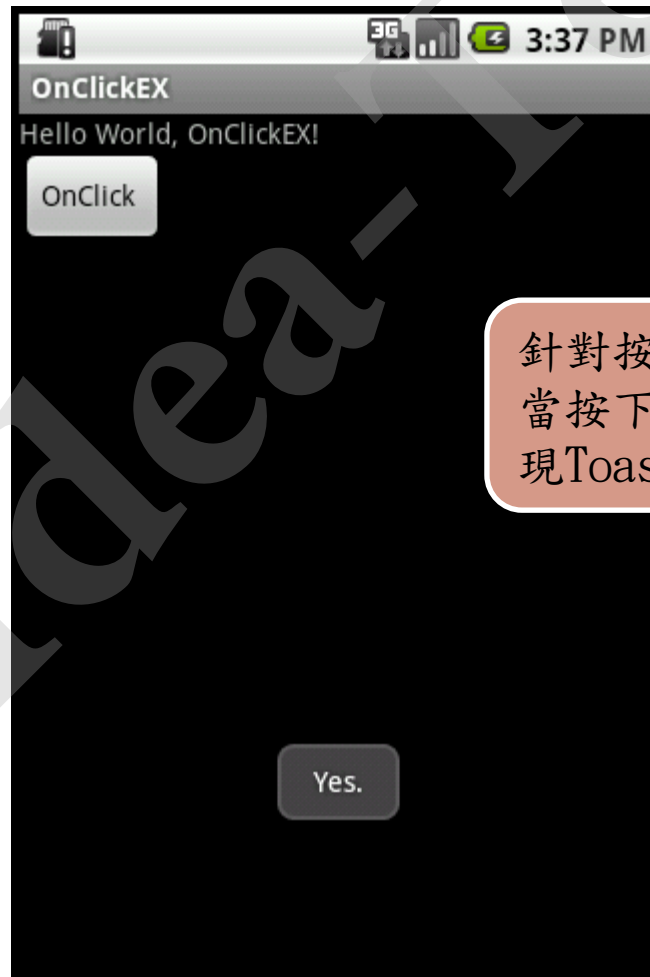 3G 3:37 PM
OnClickEX
Hello World, OnClickEX!
OnClick
針對按
當按下
現Toas
Yes.